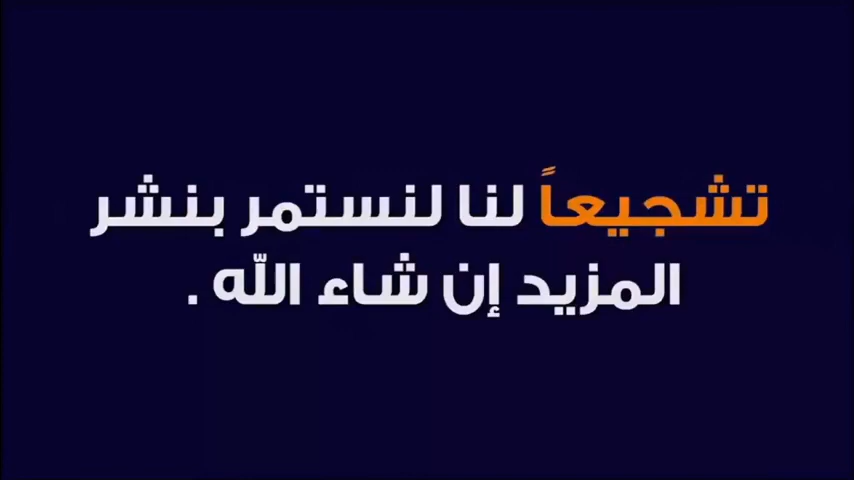 تشجيعاً لنا لنستمر بنشر
المزيد إن شاء الله .